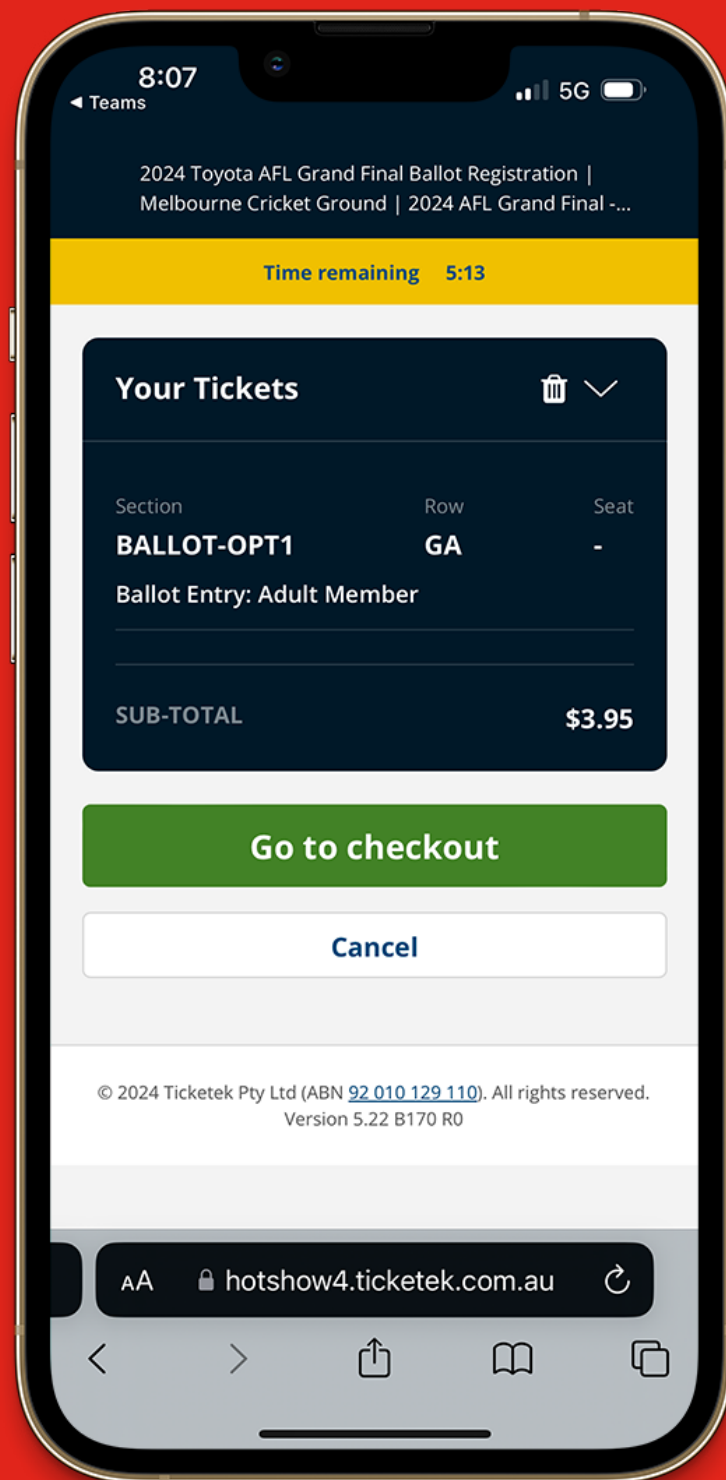 8:07
◀ Teams
5G
2024 Toyota AFL Grand Final Ballot Registration |
Melbourne Cricket Ground | 2024 AFL Grand Final -...
Time remaining 5:13
Your Tickets
Section Row Seat
BALLOT-OPT1 GA -
Ballot Entry: Adult Member
SUB-TOTAL $3.95
Go to checkout
Cancel
© 2024 Ticketek Pty Ltd (ABN 92 010 129 110). All rights reserved.
Version 5.22 B170 R0
AA hotshow4.ticketek.com.au